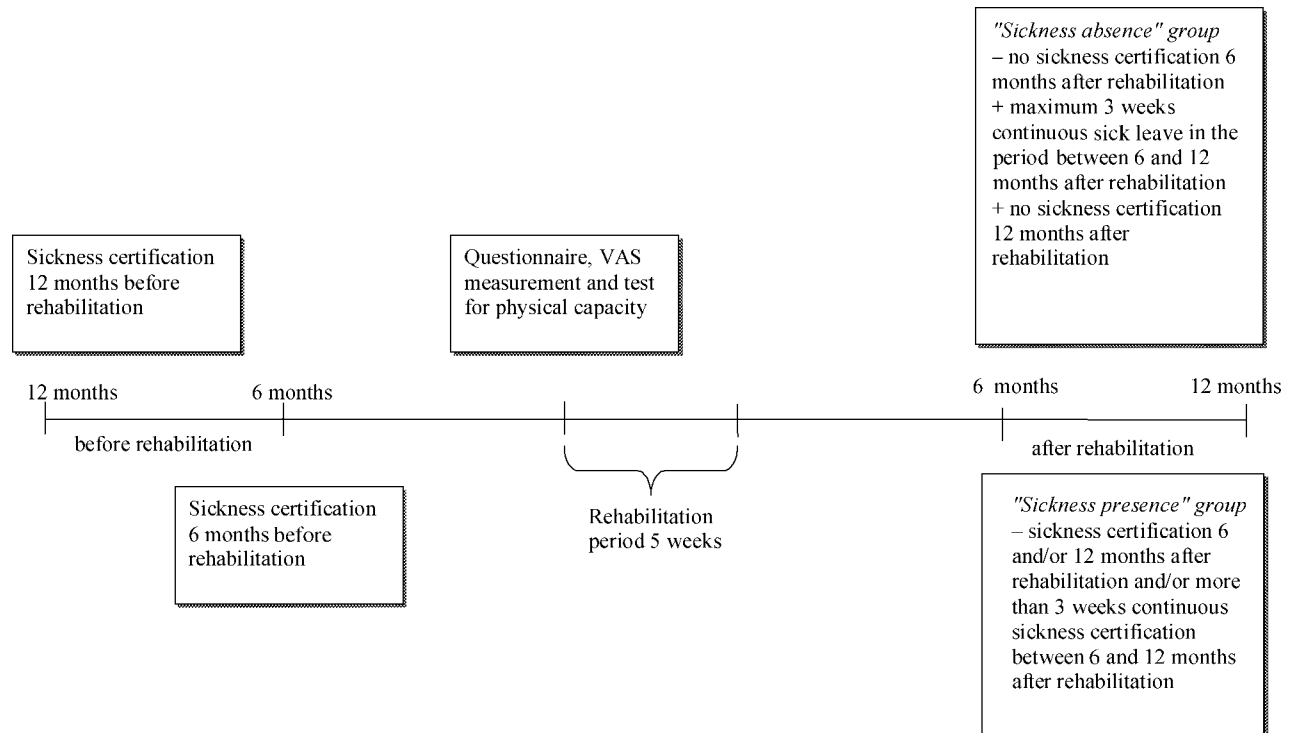 "Sickness absence" group
– no sickness certification 6
months after rehabilitation
+ maximum 3 weeks
continuous sick leave in the
period between 6 and 12
months after rehabilitation
+ no sickness certification
12 months after
rehabilitation
Sickness certification
12 months before
rehabilitation
Questionnaire, VAS
measurement and test
for physical capacity
12 months
6 months
6 months
12 months
before rehabilitation
after rehabilitation
Sickness certification
6 months before
rehabilitation
Rehabilitation
period 5 weeks
"Sickness presence" group
– sickness certification 6
and/or 12 months after
rehabilitation and/or more
than 3 weeks continuous
sickness certification
between 6 and 12 months
after rehabilitation